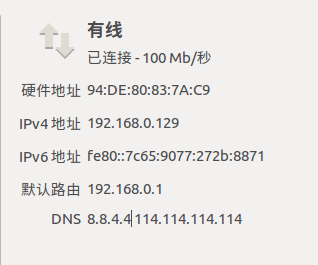 有线
已连接 - 100 Mb/秒
硬件地址 94:DE:80:83:7A:C9
IPv4 地址 192.168.0.129
IPv6 地址 fe80::7c65:9077:272b:8871
默认路由 192.168.0.1
DNS 8.8.4.4 114.114.114.114